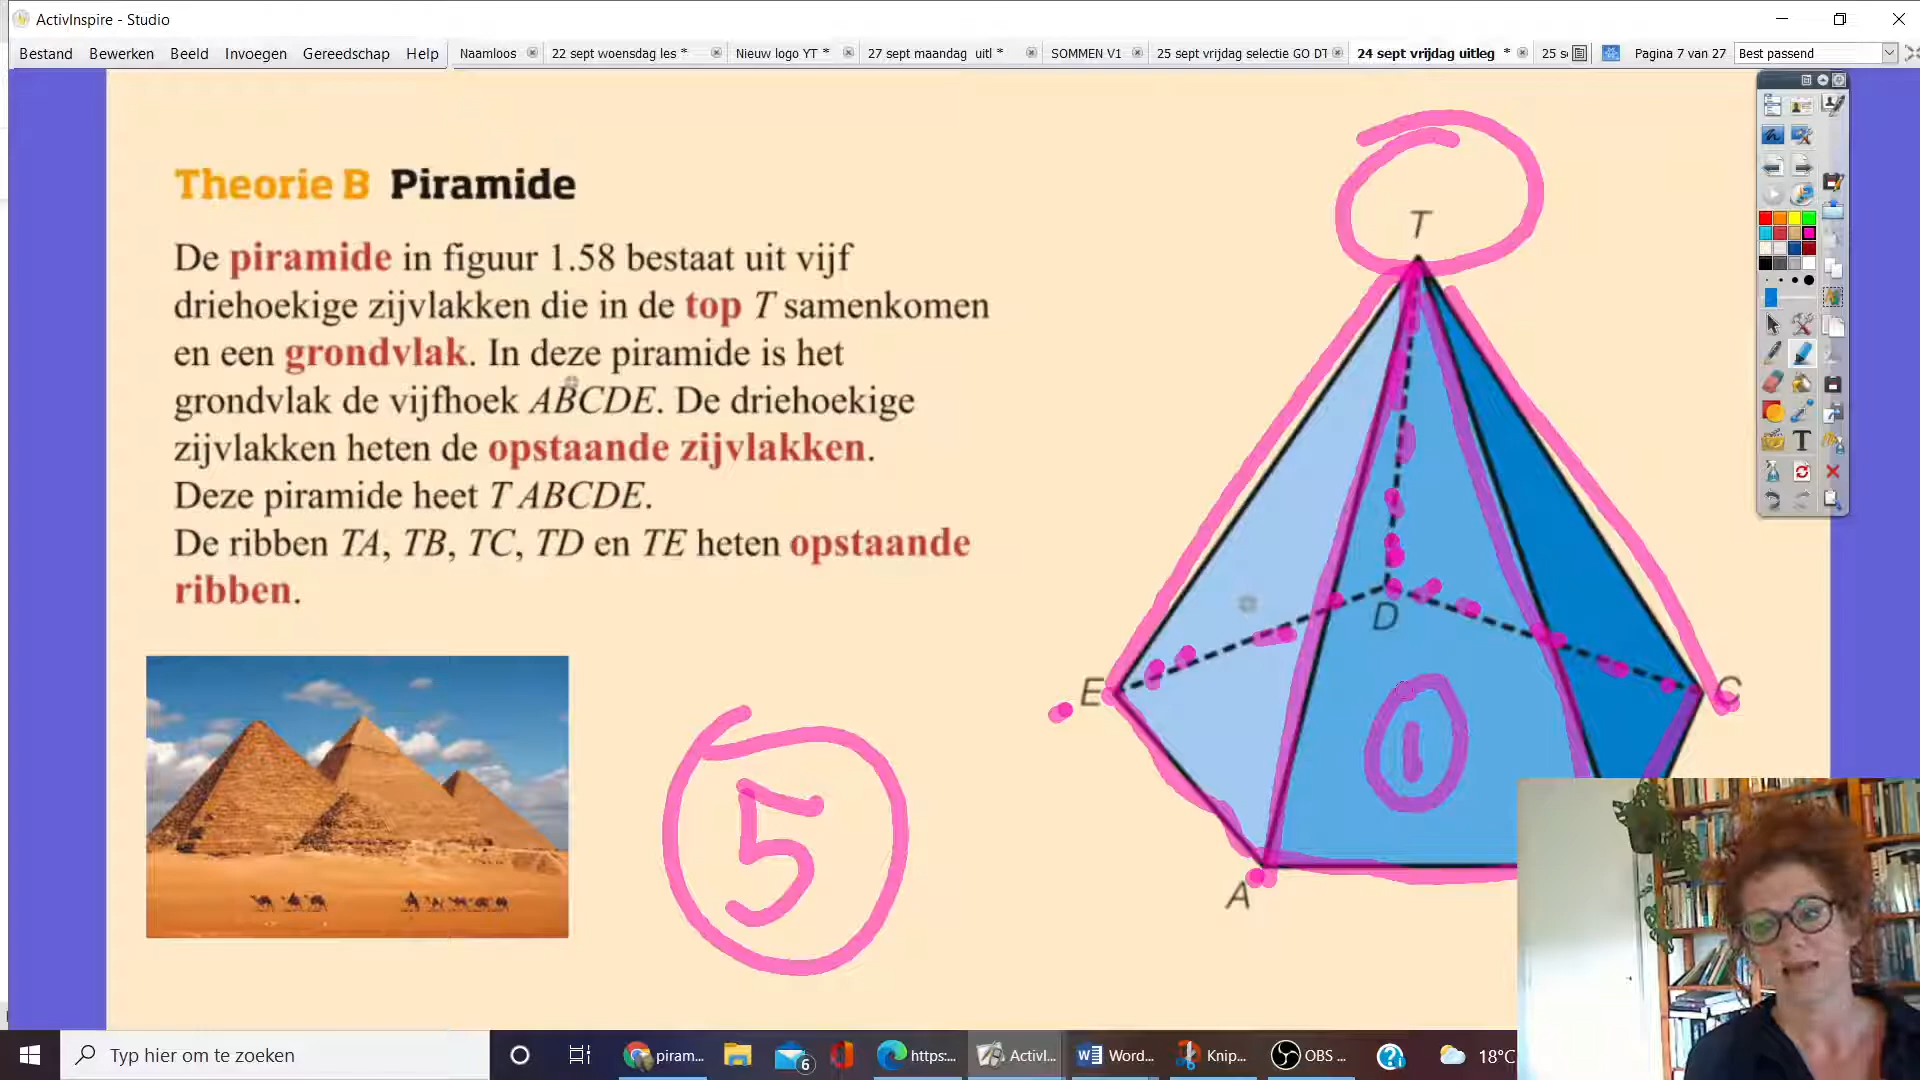 ActivInspire - Studio
Bestand Bewerken Beeld Invoegen Gereedschap Help
Naamloos 22 sept woensdag les * Nieuw logo YT * 27 sept maandag uitl * SOMMEN V1 25 sept vrijdag selectie GO DT 24 sept vrijdag uitleg * 25 s Pagina 7 van 27 Best passend
Theorie B Piramide
De piramide in figuur 1.58 bestaat uit vijf
driehoekige zijvlakken die in de top T samenkomen
en een grondvlak. In deze piramide is het
grondvlak de vijfhoek ABCDE. De driehoekige
zijvlakken heten de opstaande zijvlakken.
Deze piramide heet T ABCDE.
De ribben TA, TB, TC, TD en TE heten opstaande
ribben.
T
D
E
C
A
1
5
Typ hier om te zoeken
piram...
6
https:...
ActivI...
Word...
Knip...
OBS ...
18°C